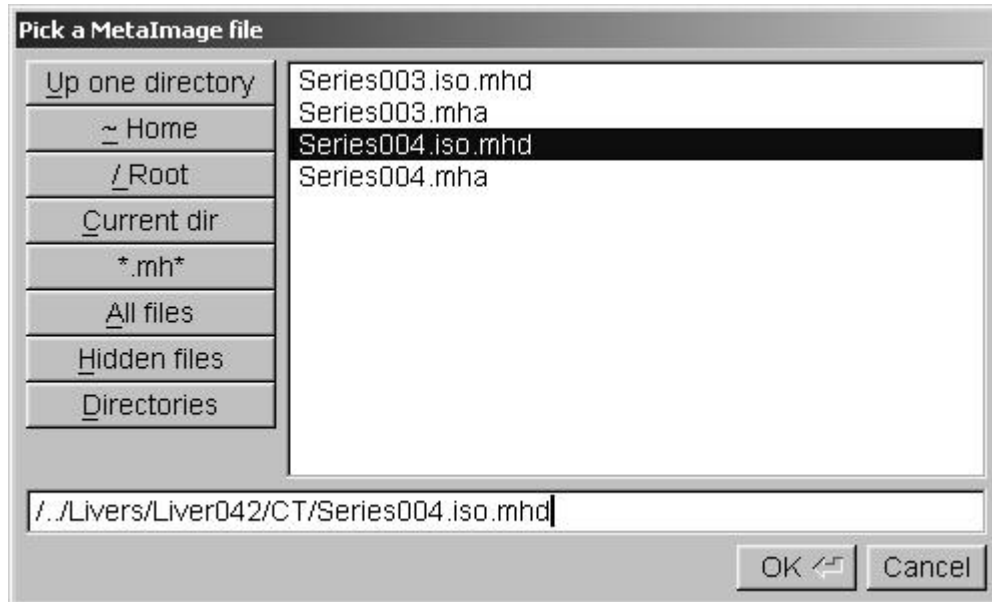 Pick a MetaImage file
Up one directory
~ Home
/ Root
Current dir
*.mh*
All files
Hidden files
Directories
Series003.iso.mhd
Series003.mha
Series004.iso.mhd
Series004.mha
/../Livers/Liver042/CT/Series004.iso.mhd
OK
Cancel